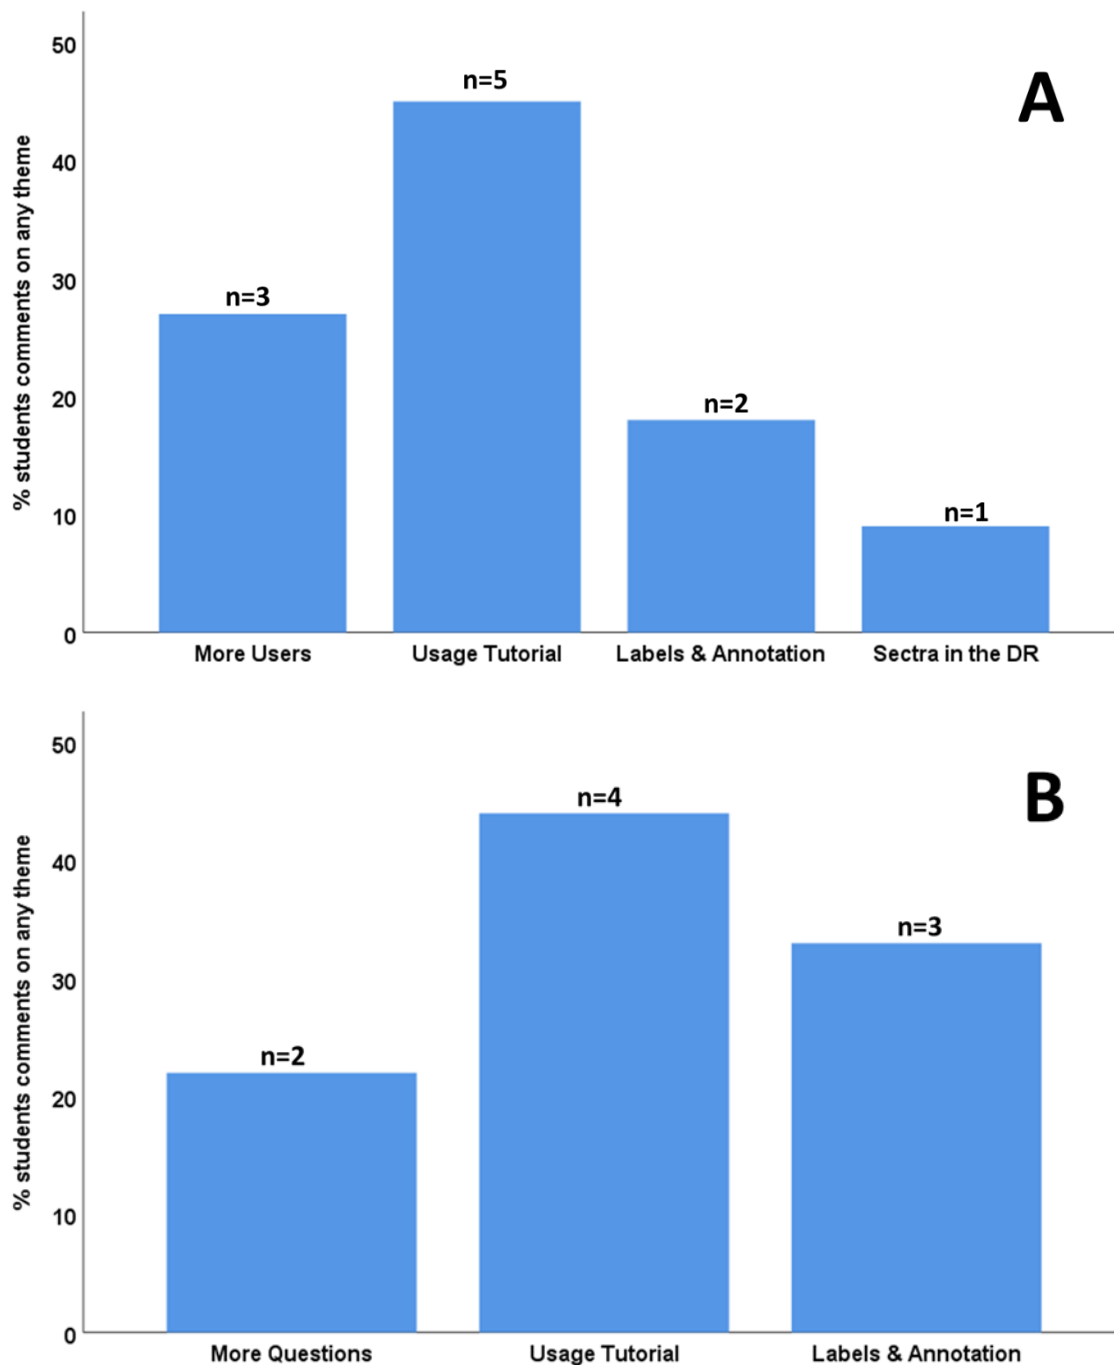 % students comments on any theme
50
40
30
20
10
0
n=3
n=5
n=2
n=1
A
More Users
Usage Tutorial
Labels & Annotation
Sectra in the DR
% students comments on any theme
50
40
30
20
10
0
n=2
n=4
n=3
B
More Questions
Usage Tutorial
Labels & Annotation